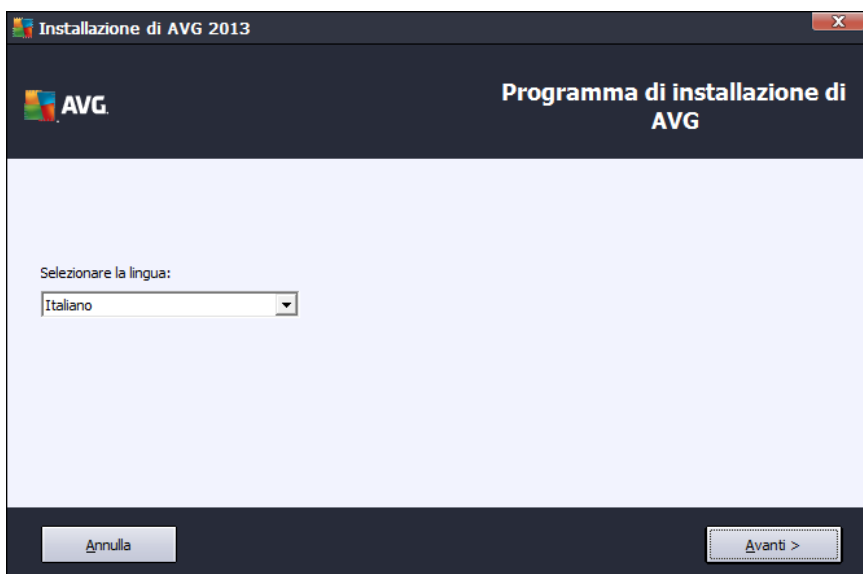 Installazione di AVG 2013
AVG.
Programma di installazione di
AVG
Selezionare la lingua:
Italiano
Annulla
Avanti >